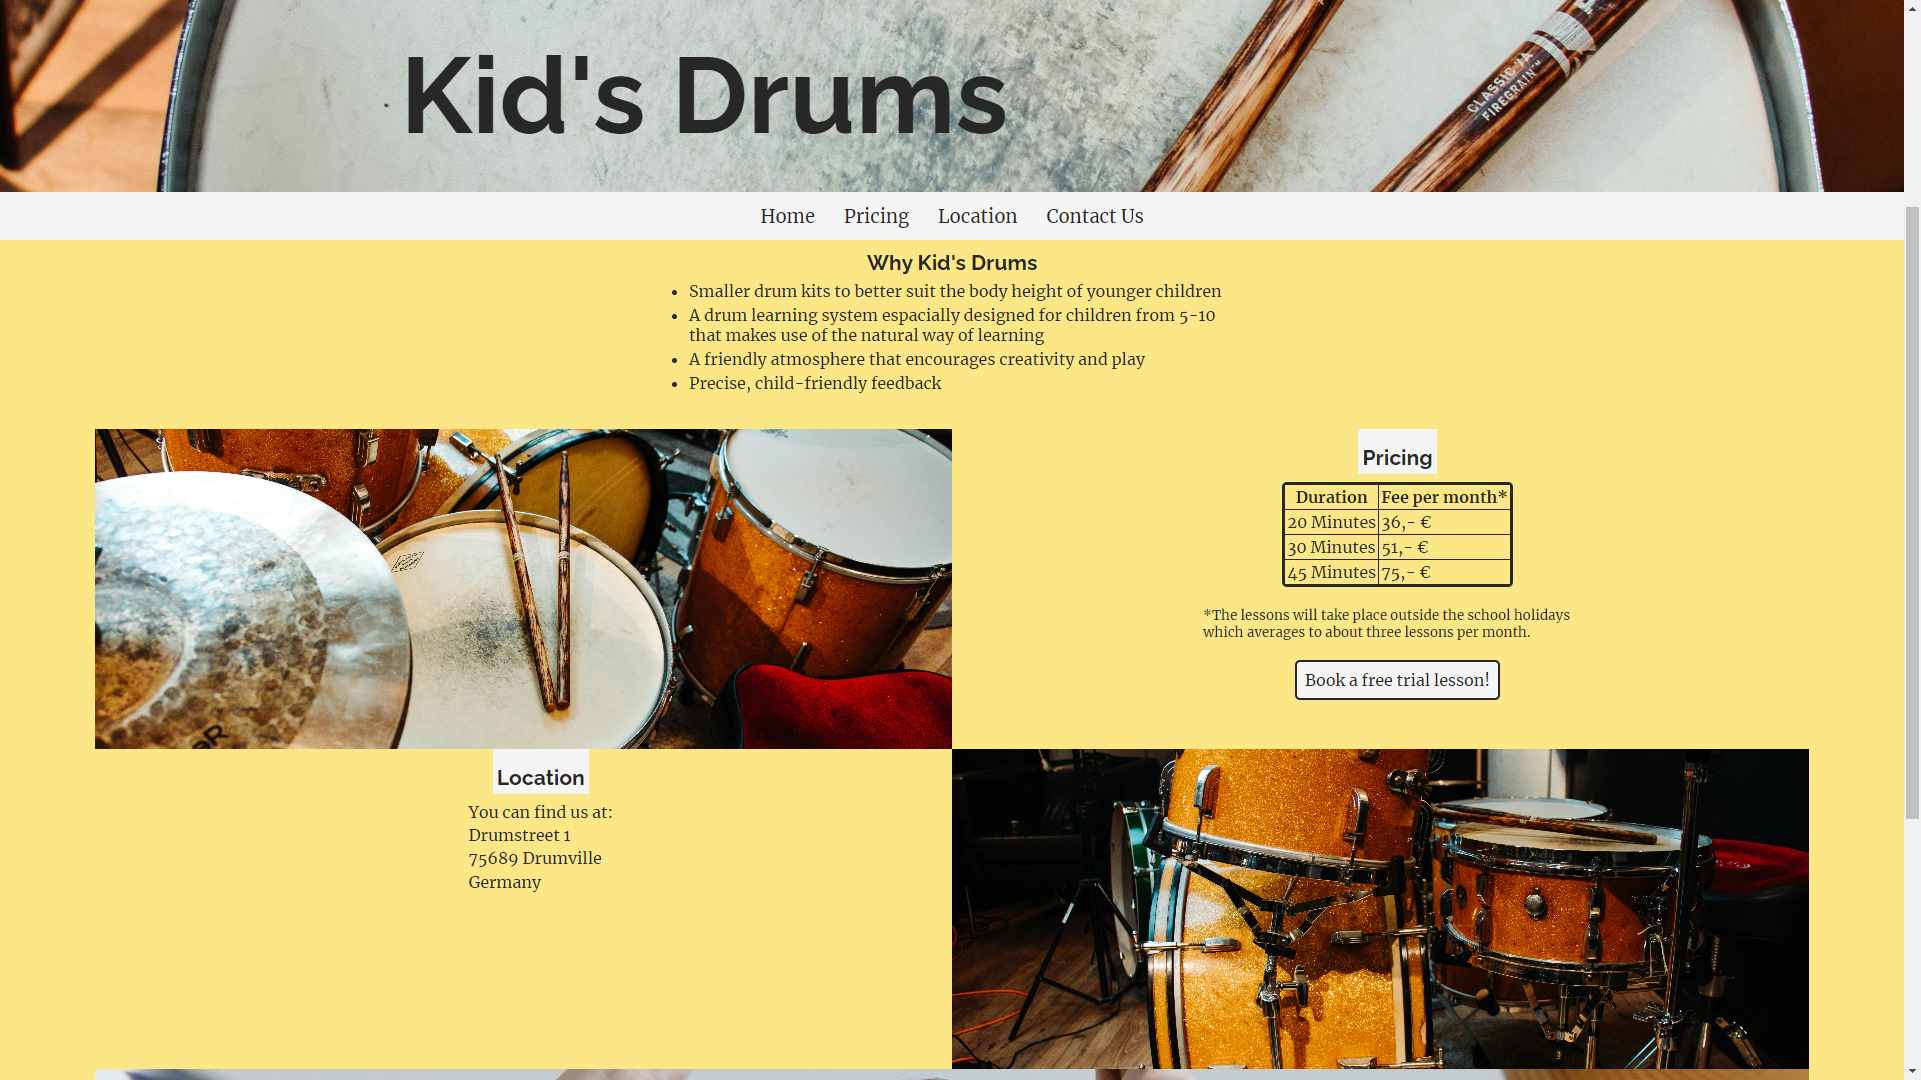 Kid's Drums
CLASSIC 7A
FIREGRAIN™
Home Pricing Location Contact Us
Why Kid's Drums
• Smaller drum kits to better suit the body height of younger children
• A drum learning system espacially designed for children from 5-10
that makes use of the natural way of learning
• A friendly atmosphere that encourages creativity and play
• Precise, child-friendly feedback
Pricing
Duration Fee per month*
20 Minutes 36,- €
30 Minutes 51,- €
45 Minutes 75,- €
*The lessons will take place outside the school holidays
which averages to about three lessons per month.
Book a free trial lesson!
Location
You can find us at:
Drumstreet 1
75689 Drumville
Germany